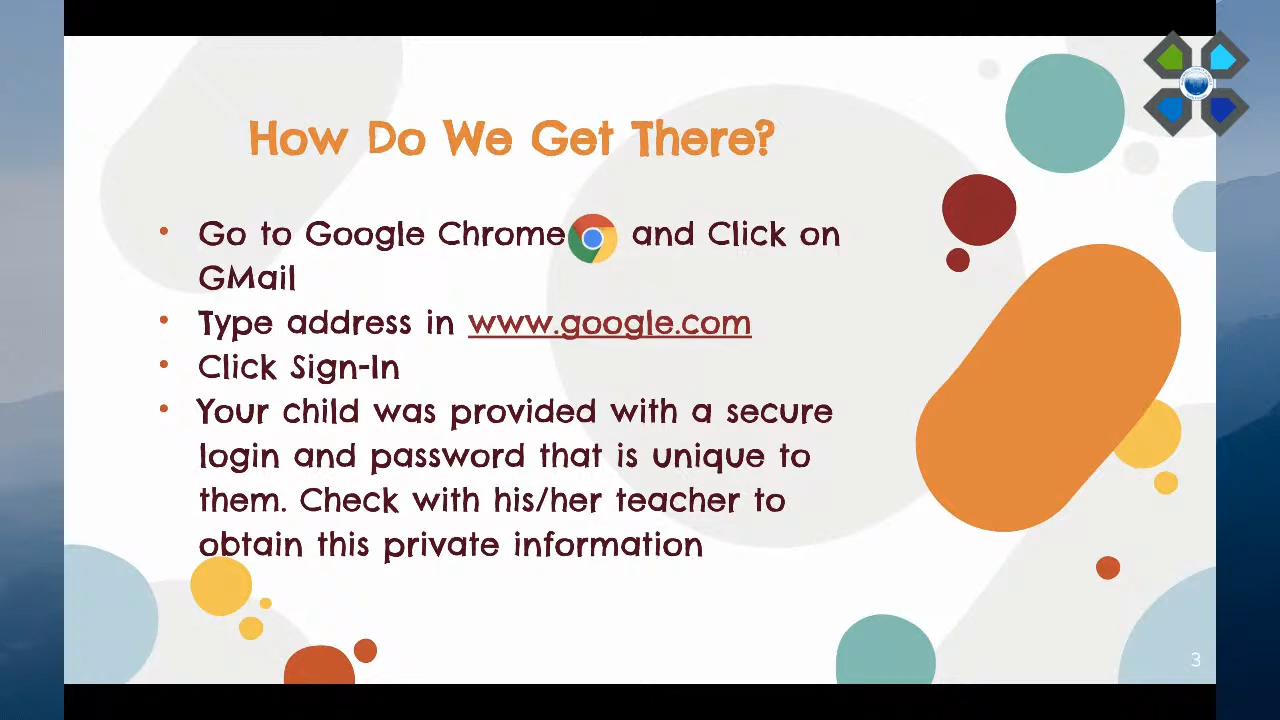 How Do We Get There?
• Go to Google Chrome and Click on
GMail
• Type address in www.google.com
• Click Sign-In
• Your child was provided with a secure
login and password that is unique to
them. Check with his/her teacher to
obtain this private information
3